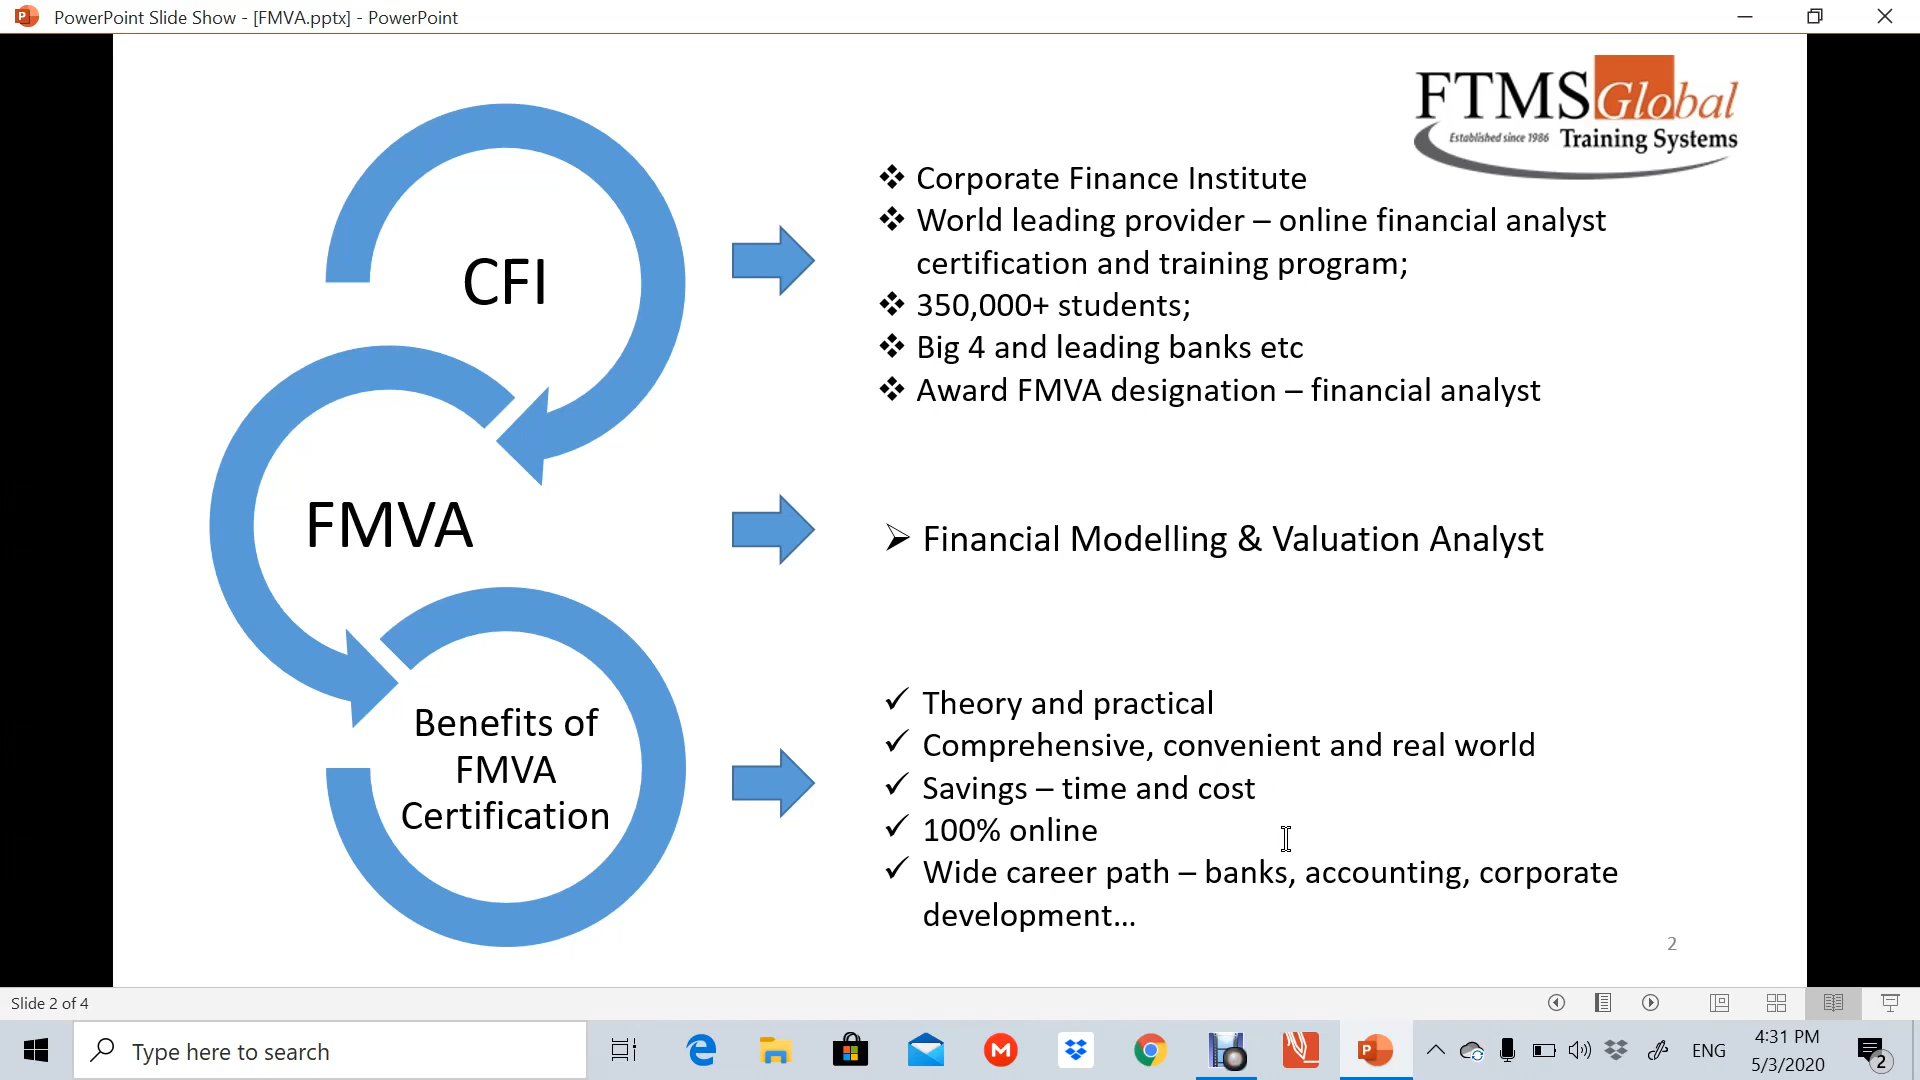 PowerPoint Slide Show - [FMVA.pptx] - PowerPoint
FTMS Global
Established since 1986 Training Systems
CFI
❖ Corporate Finance Institute
❖ World leading provider – online financial analyst
certification and training program;
❖ 350,000+ students;
❖ Big 4 and leading banks etc
❖ Award FMVA designation – financial analyst
FMVA
➢ Financial Modelling & Valuation Analyst
Benefits of
FMVA
Certification
✓ Theory and practical
✓ Comprehensive, convenient and real world
✓ Savings – time and cost
✓ 100% online
✓ Wide career path – banks, accounting, corporate
development…
2
Slide 2 of 4
Type here to search
ENG
4:31 PM
5/3/2020
2